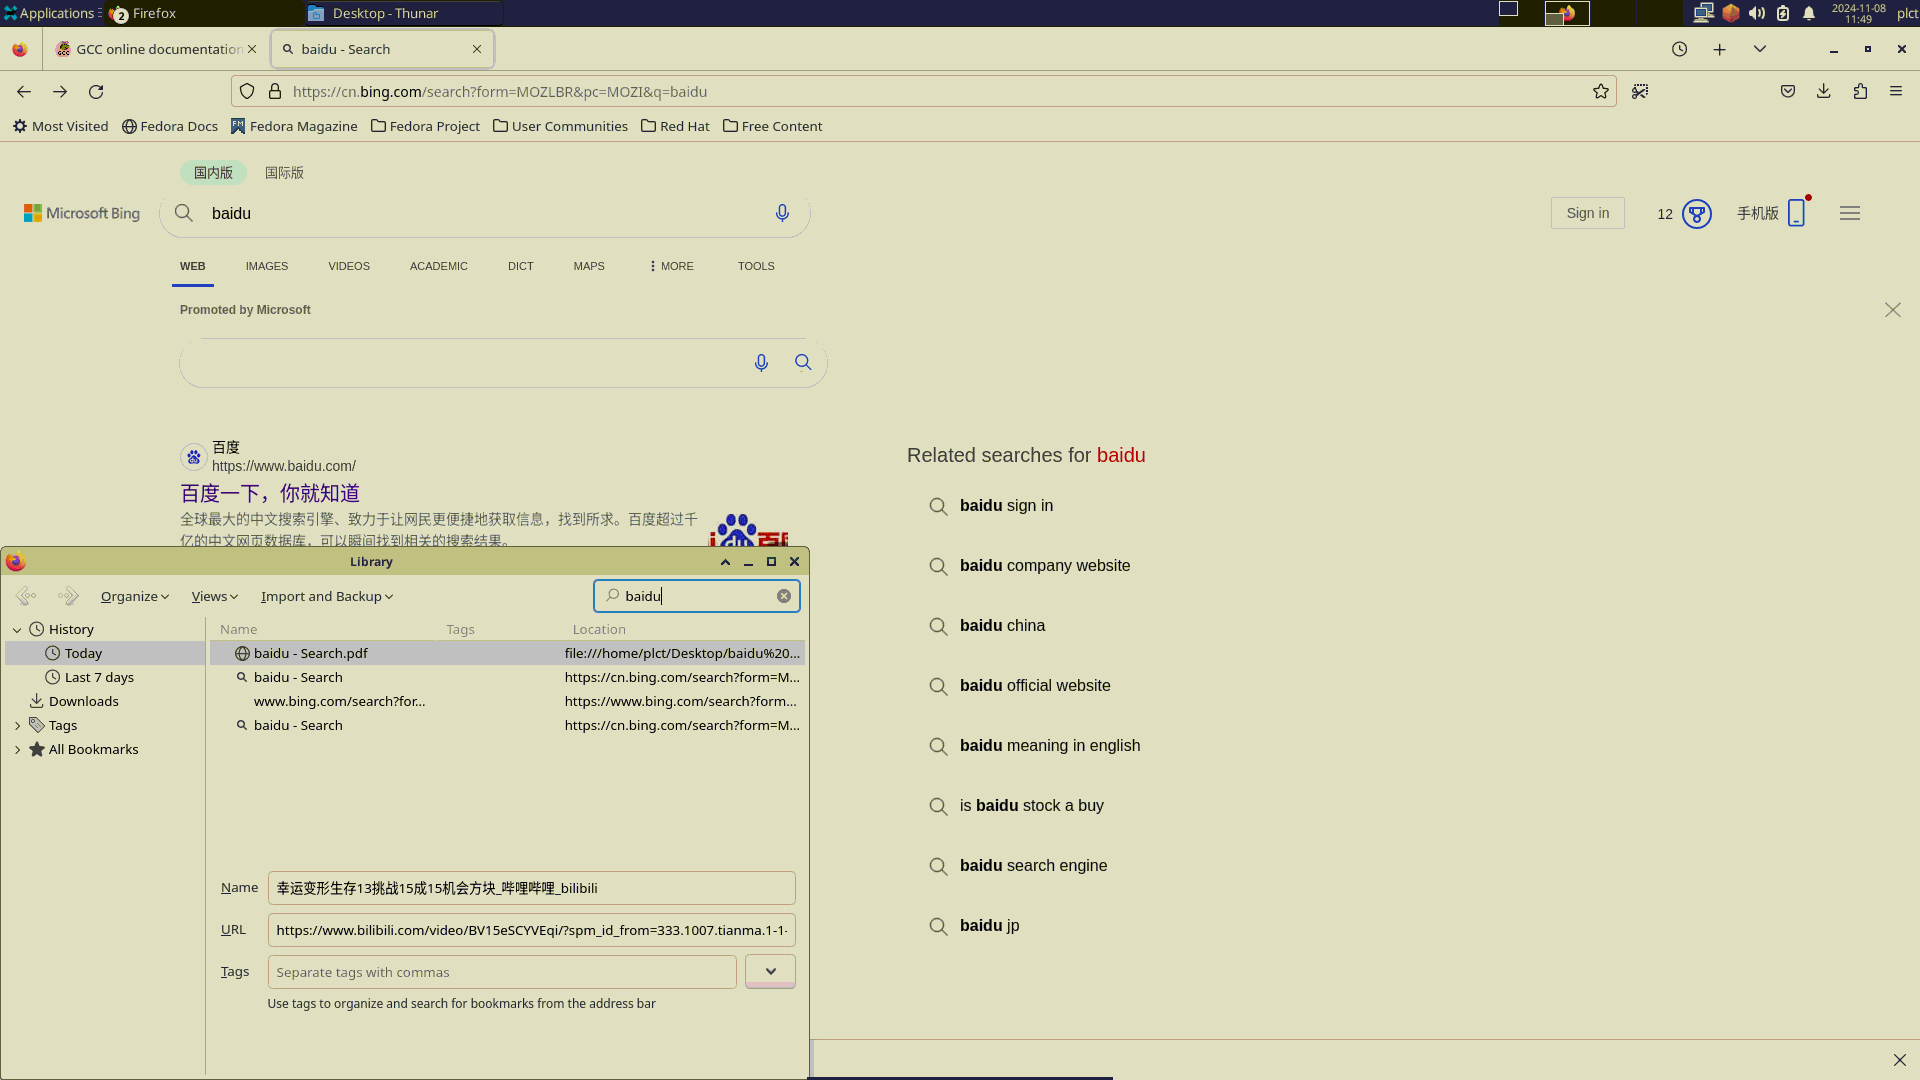 Applications
2 Firefox
Desktop - Thunar
2024-11-08
11:49
plct
GCC online documentation
baidu - Search
https://cn.bing.com/search?form=MOZLBR&pc=MOZI&q=baidu
Most Visited Fedora Docs Fedora Magazine Fedora Project User Communities Red Hat Free Content
国内版 国际版
Microsoft Bing
baidu
Sign in
12
手机版
WEB IMAGES VIDEOS ACADEMIC DICT MAPS MORE TOOLS
Promoted by Microsoft
百度
https://www.baidu.com/
百度一下，你就知道
全球最大的中文搜索引擎、致力于让网民更便捷地获取信息，找到所求。百度超过千
亿的中文网页数据库，可以瞬间找到相关的搜索结果。
Related searches for baidu
baidu sign in
baidu company website
baidu china
baidu official website
baidu meaning in english
is baidu stock a buy
baidu search engine
baidu jp
Library
Organize Views Import and Backup
baidu
History
Today
Last 7 days
Downloads
Tags
All Bookmarks
Name Tags Location
baidu - Search.pdf file:///home/plct/Desktop/baidu%20...
baidu - Search https://cn.bing.com/search?form=M...
www.bing.com/search?for... https://www.bing.com/search?form...
baidu - Search https://cn.bing.com/search?form=M...
Name 幸运变形生存13挑战15成15机会方块_哔哩哔哩_bilibili
URL https://www.bilibili.com/video/BV15eSCYVEqi/?spm_id_from=333.1007.tianma.1-1-
Tags Separate tags with commas
Use tags to organize and search for bookmarks from the address bar